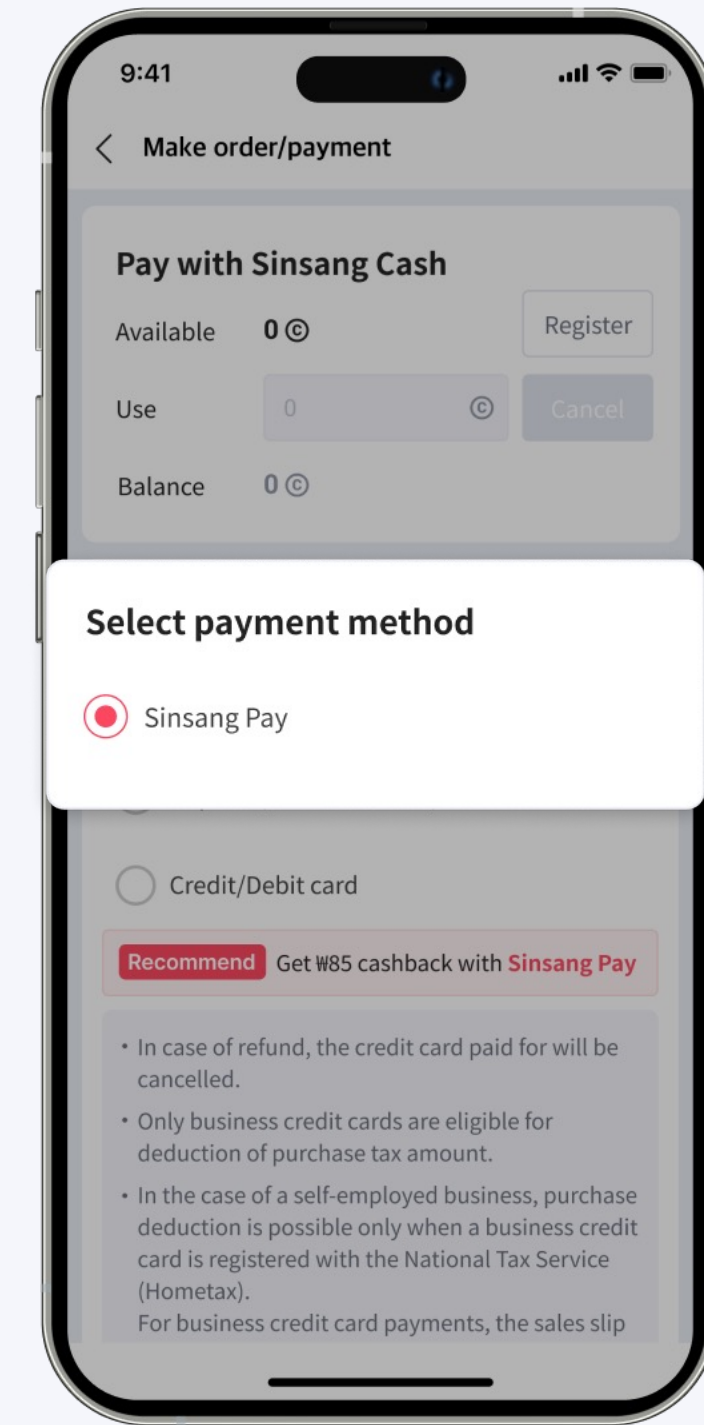 9:41
Make order/payment
Pay with Sinsang Cash
Available 0 ©
Register
Use 0 ©
Cancel
Balance 0 ©
Select payment method
Sinsang Pay
Credit/Debit card
Recommend Get ₩85 cashback with Sinsang Pay
• In case of refund, the credit card paid for will be
cancelled.
• Only business credit cards are eligible for
deduction of purchase tax amount.
• In the case of a self-employed business, purchase
deduction is possible only when a business credit
card is registered with the National Tax Service
(Hometax).
For business credit card payments, the sales slip